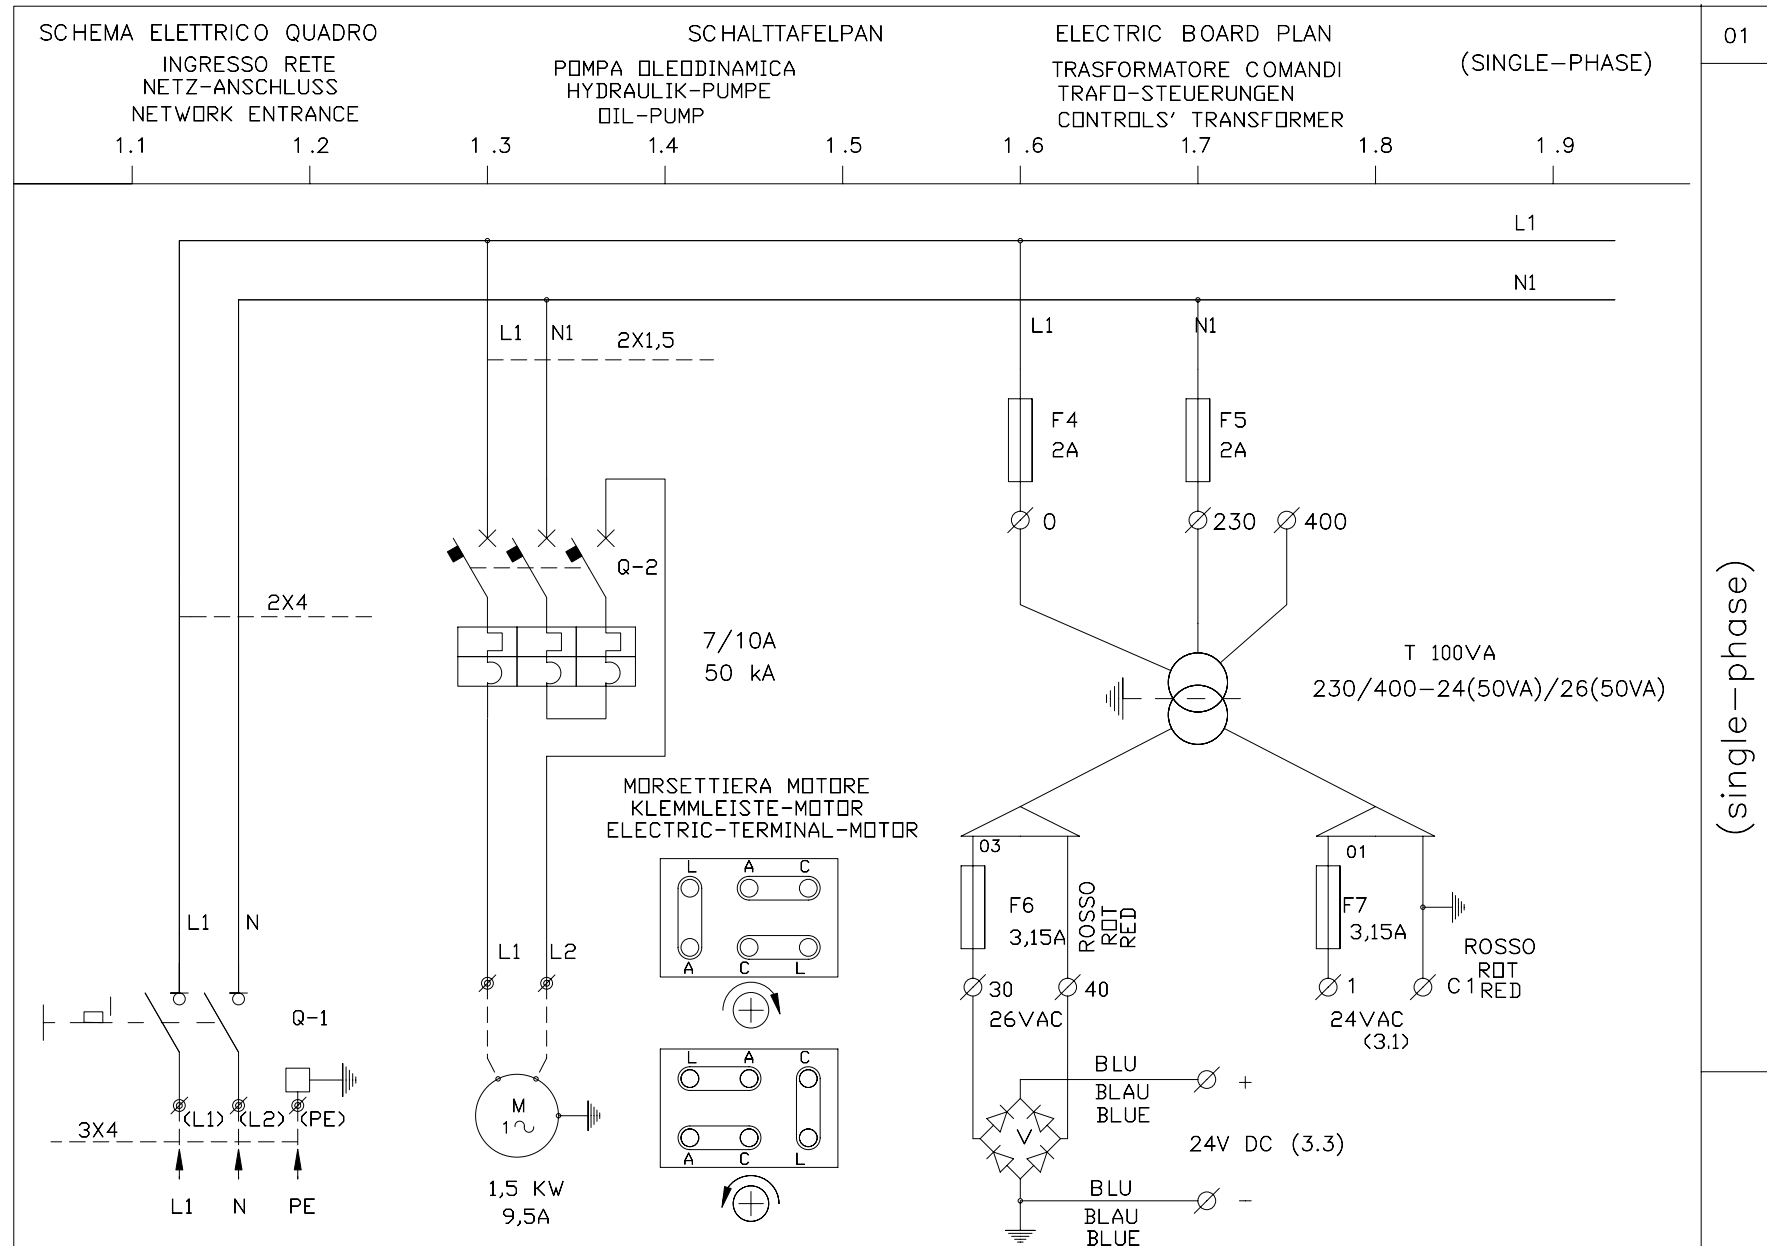 SCHEMA ELETTRICO QUADRO
SCHALTTAFELPAN
ELECTRIC BOARD PLAN
(SINGLE-PHASE)
01
INGRESSO RETE
NETZ-ANSCHLUSS
NETWORK ENTRANCE
POMPA OLEODINAMICA
HYDRAULIK-PUMPE
OIL-PUMP
TRASFORMATORE COMANDI
TRAFO-STEUERUNGEN
CONTROLS' TRANSFORMER
1.1 1.2 1.3 1.4 1.5 1.6 1.7 1.8 1.9
L1
N1
L1 N1
2X1,5
L1
N1
F4
2A
F5
2A
0
230
400
Q-2
2X4
7/10A
50 kA
T 100VA
230/400-24(50VA)/26(50VA)
(single-phase)
MORSETTIERA MOTORE
KLEMMLEISTE-MOTOR
ELECTRIC-TERMINAL-MOTOR
L A C
A C L
L A C
A C L
03
F6
3,15A
ROSSO
ROT
RED
30
40
26VAC
01
F7
3,15A
1
C1
ROSSO
ROT
RED
24VAC
(3.1)
L1 N
Q-1
(L1) (L2) (PE)
3X4
L1 N PE
L1 L2
M
1
1,5 KW
9,5A
BLU
BLAU
BLUE
+
V
24V DC (3.3)
BLU
BLAU
BLUE
-